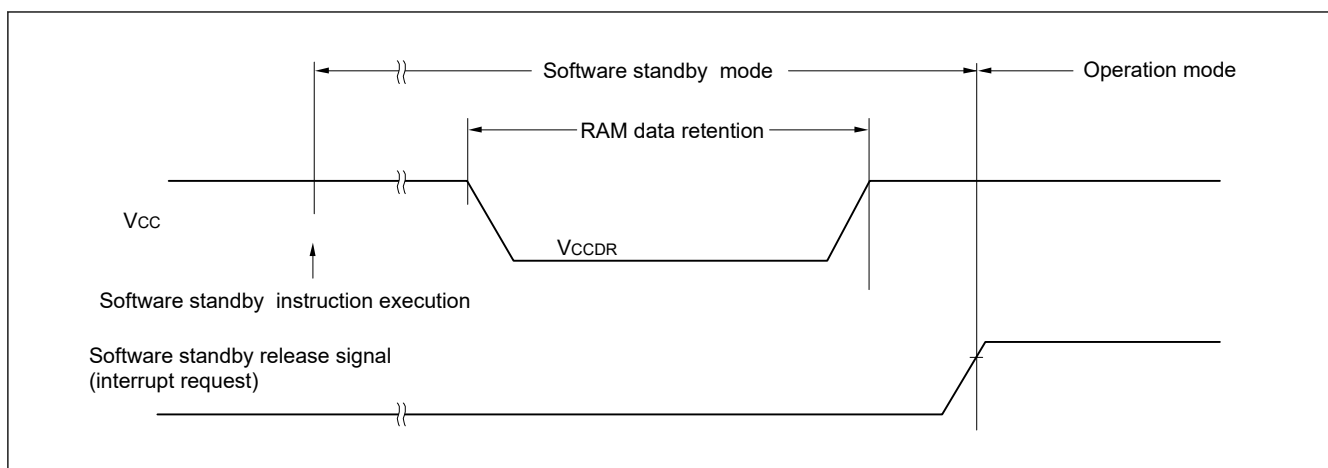 Software standby mode
Operation mode
RAM data retention
VCC
VCCDR
Software standby instruction execution
Software standby release signal
(interrupt request)